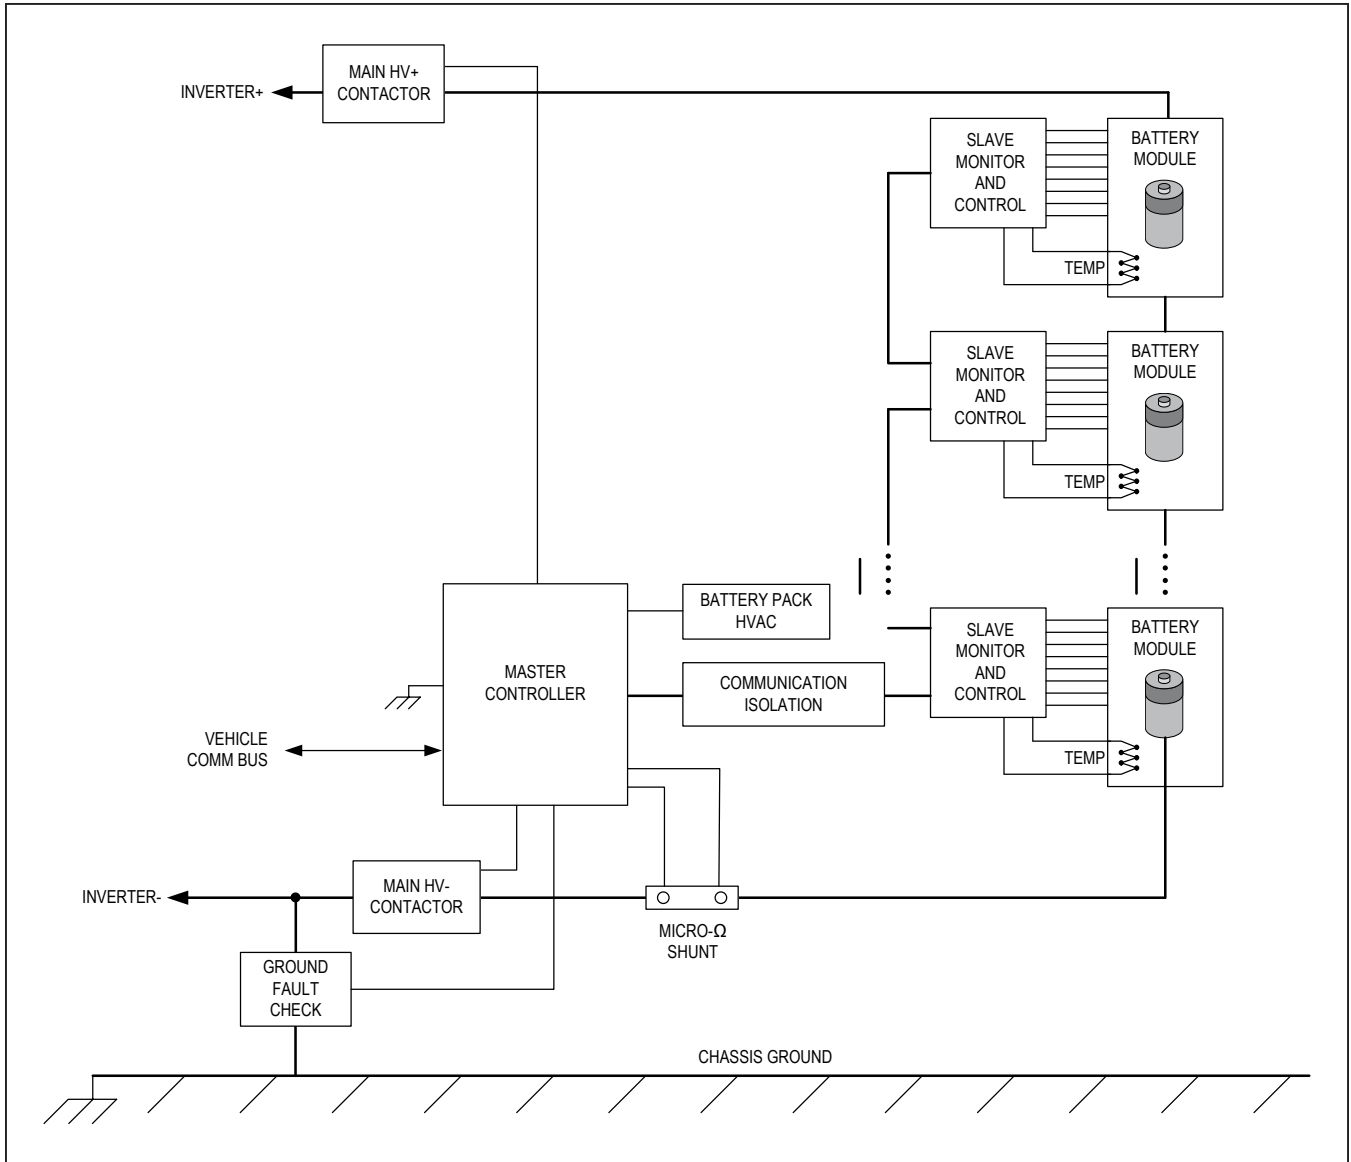 MAIN HV+
CONTACTOR
INVERTER+
SLAVE
MONITOR
AND
CONTROL
BATTERY
MODULE
TEMP
SLAVE
MONITOR
AND
CONTROL
BATTERY
MODULE
TEMP
BATTERY PACK
HVAC
SLAVE
MONITOR
AND
CONTROL
BATTERY
MODULE
TEMP
MASTER
CONTROLLER
COMMUNICATION
ISOLATION
VEHICLE
COMM BUS
MAIN HV-
CONTACTOR
INVERTER-
MICRO-Ω
SHUNT
GROUND
FAULT
CHECK
CHASSIS GROUND